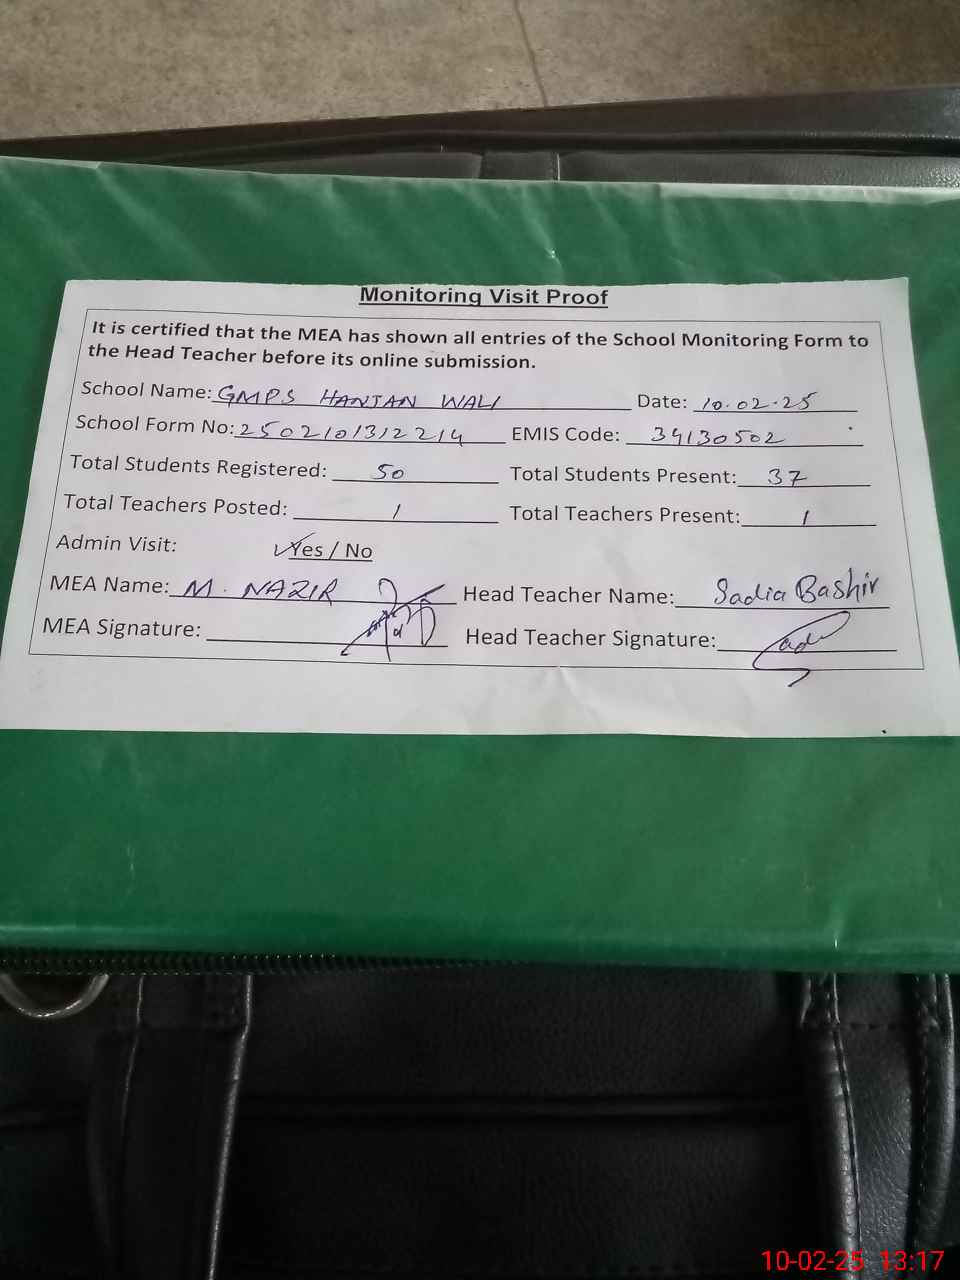 Monitoring Visit Proof
It is certified that the MEA has shown all entries of the School Monitoring Form to
the Head Teacher before its online submission.
School Name: GMPS HANJAN WALI Date: 10.02.25
School Form No: 2502101312214 EMIS Code: 34130502
Total Students Registered: 50 Total Students Present: 37
Total Teachers Posted: 1 Total Teachers Present: 1
Admin Visit: Yes / No
MEA Name: M. NAZIR Head Teacher Name: Sadia Bashir
MEA Signature: Head Teacher Signature:
10-02-25 13:17